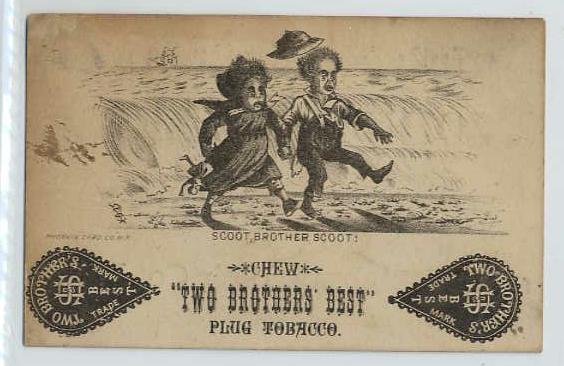 SCOOT, BROTHER SCOOT!
CHEW
"TWO BROTHERS' BEST"
PLUG TOBACCO.
TWO BROTHER'S
BEST
TRADE
MARK
TWO BROTHER'S
BEST
TRADE
MARK